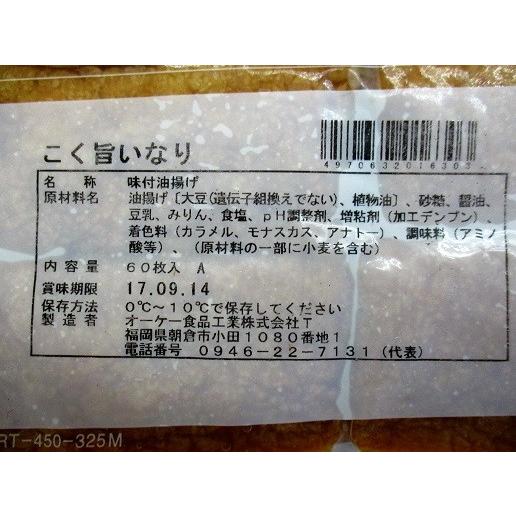 こく旨いなり
4970632016303
名称 味付油揚げ
原材料名 油揚げ〔大豆(遺伝子組換えでない)、植物油〕、砂糖、醤油、
豆乳、みりん、食塩、pH調整剤、増粘剤(加工デンプン)、
着色料(カラメル、モナスカス、アナトー)、調味料(アミノ
酸等)、(原材料の一部に小麦を含む)
内容量 60枚入 A
賞味期限 17.09.14
保存方法 0℃~10℃で保存してください
製造者 オーケー食品工業株式会社T
福岡県朝倉市小田1080番地1
電話番号 0946-22-7131(代表)
RT-450-325M